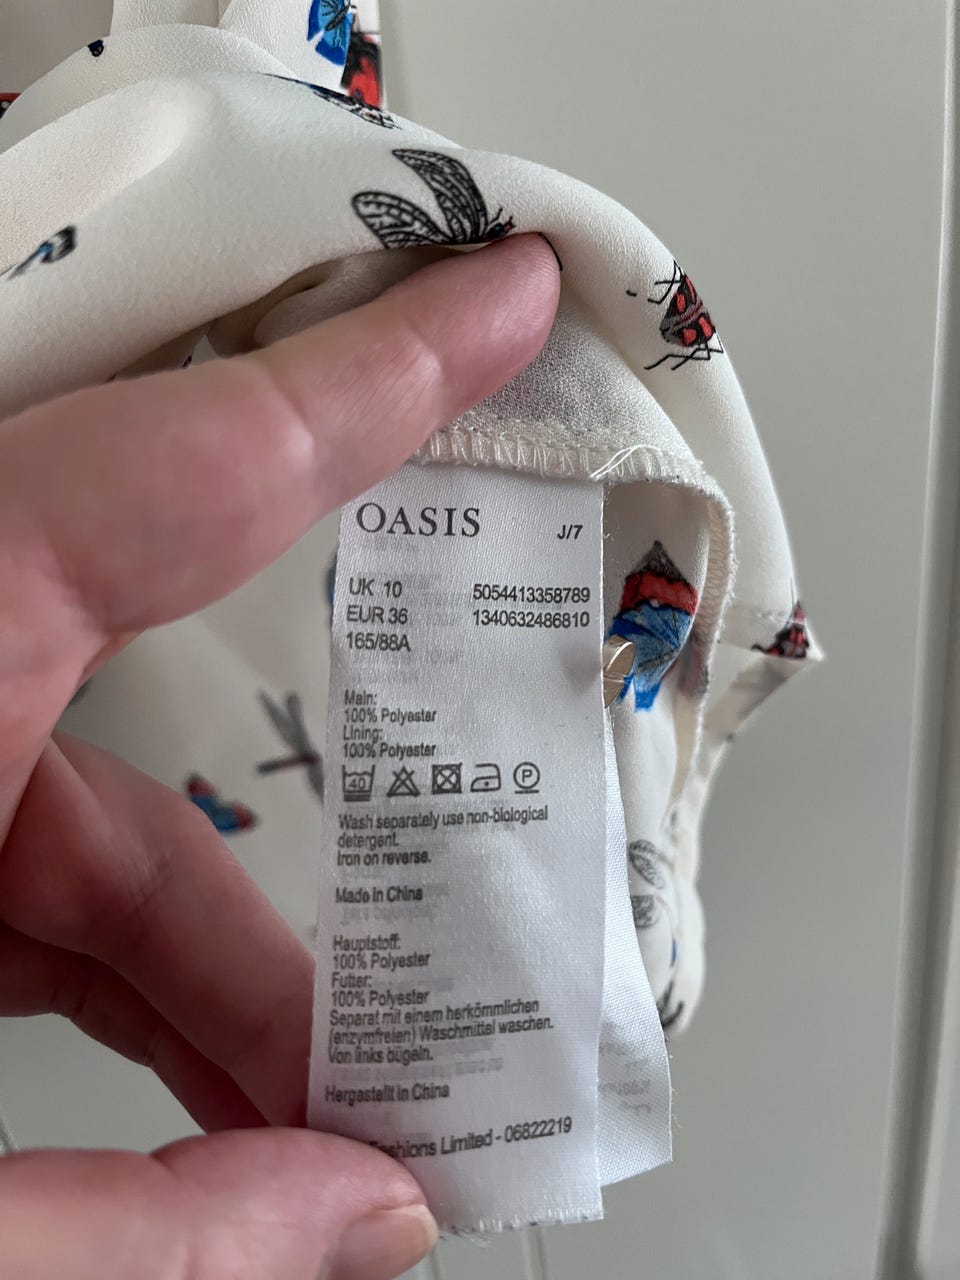 OASIS
J/7
UK 10 5054413358789
EUR 36 1340632486810
165/88A
Main:
100% Polyester
Lining:
100% Polyester
40 P
Wash separately use non-biological
detergent.
Iron on reverse.
Made in China
Hauptstoff:
100% Polyester
Futter:
100% Polyester
Separat mit einem herkömmlichen
(enzymfreien) Waschmittel waschen.
Von links bügeln.
Hergestellt in China
Limited - 06822219